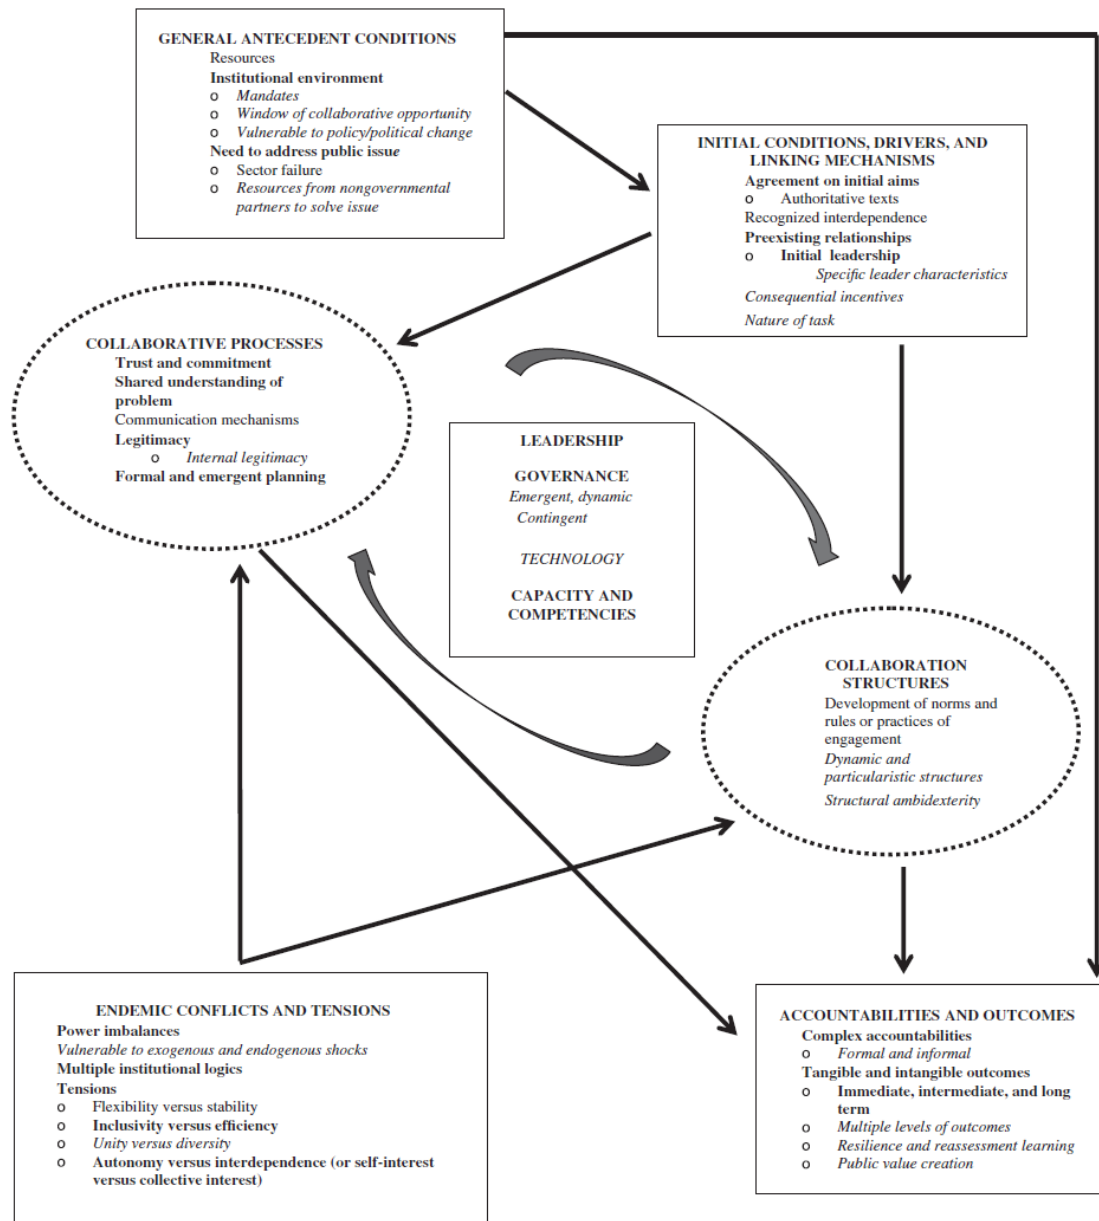 GENERAL ANTECEDENT CONDITIONS
Resources
Institutional environment
o Mandates
o Window of collaborative opportunity
o Vulnerable to policy/political change
Need to address public issue
o Sector failure
o Resources from nongovernmental
partners to solve issue
INITIAL CONDITIONS, DRIVERS, AND
LINKING MECHANISMS
Agreement on initial aims
o Authoritative texts
Recognized interdependence
Preexisting relationships
o Initial leadership
Specific leader characteristics
Consequential incentives
Nature of task
COLLABORATIVE PROCESSES
Trust and commitment
Shared understanding of
problem
Communication mechanisms
Legitimacy
o Internal legitimacy
Formal and emergent planning
LEADERSHIP
GOVERNANCE
Emergent, dynamic
Contingent
TECHNOLOGY
CAPACITY AND
COMPETENCIES
COLLABORATION
STRUCTURES
Development of norms and
rules or practices of
engagement
Dynamic and
particularistic structures
Structural ambidexterity
ENDEMIC CONFLICTS AND TENSIONS
Power imbalances
Vulnerable to exogenous and endogenous shocks
Multiple institutional logics
Tensions
o Flexibility versus stability
o Inclusivity versus efficiency
o Unity versus diversity
o Autonomy versus interdependence (or self-interest
versus collective interest)
ACCOUNTABILITIES AND OUTCOMES
Complex accountabilities
o Formal and informal
Tangible and intangible outcomes
o Immediate, intermediate, and long
term
o Multiple levels of outcomes
o Resilience and reassessment learning
o Public value creation